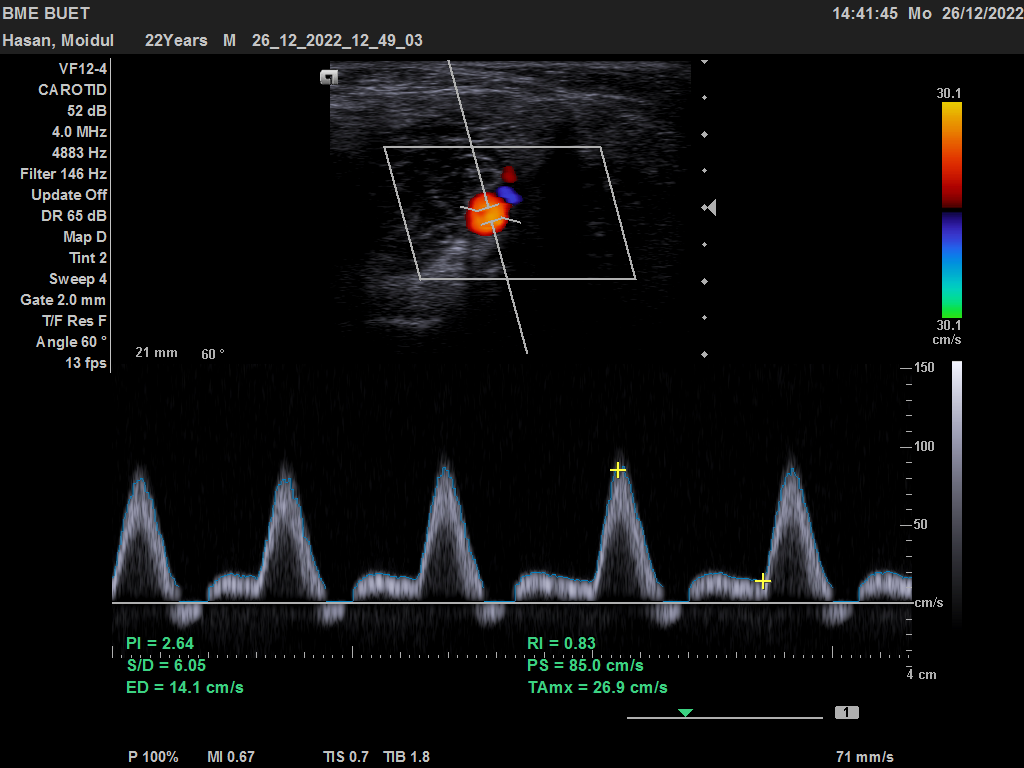 BME BUET 14:41:45 Mo 26/12/2022
Hasan, Moidul 22Years M 26_12_2022_12_49_03
VF12-4
CAROTID
52 dB
4.0 MHz
4883 Hz
Filter 146 Hz
Update Off
DR 65 dB
Map D
Tint 2
Sweep 4
Gate 2.0 mm
T/F Res F
Angle 60 °
13 fps
21 mm 60 °
30.1
30.1
cm/s
150
100
50
cm/s
4 cm
PI = 2.64 RI = 0.83
S/D = 6.05 PS = 85.0 cm/s
ED = 14.1 cm/s TAmx = 26.9 cm/s
1
P 100% MI 0.67 TIS 0.7 TIB 1.8 71 mm/s